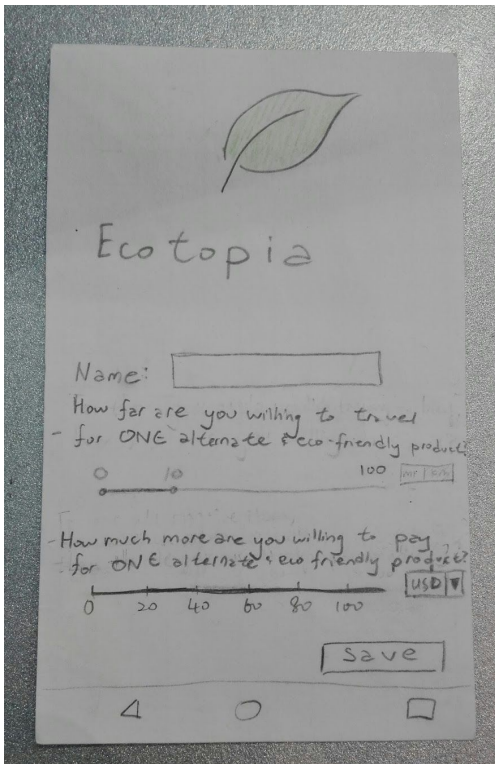 Ecotopia
Name:
How far are you willing to travel
- for ONE alternate & eco-friendly product?
0 10 100
- How much more are you willing to pay
for ONE alternate & eco friendly product?
USD
0 20 40 60 80 100
Save